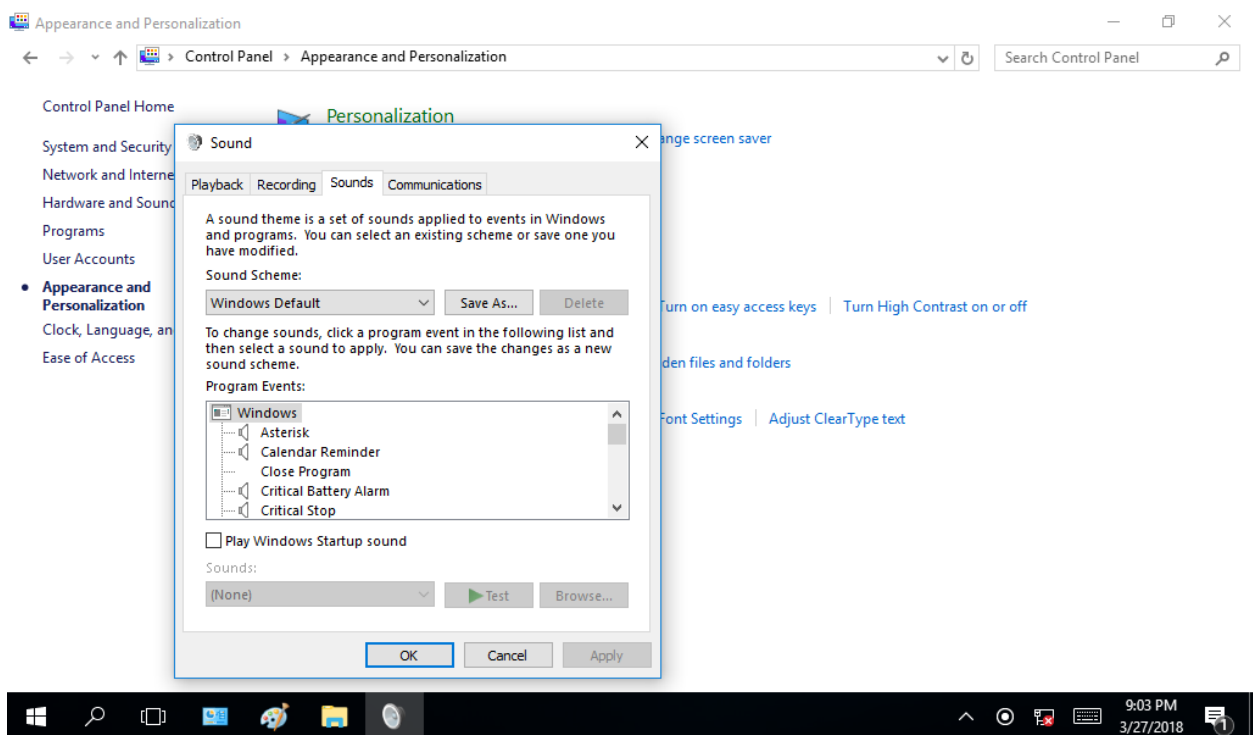 Appearance and Personalization
Control Panel > Appearance and Personalization
Search Control Panel
Control Panel Home
System and Security
Network and Interne
Hardware and Sound
Programs
User Accounts
Appearance and
Personalization
Clock, Language, an
Ease of Access
Personalization
ange screen saver
Turn on easy access keys
Turn High Contrast on or off
den files and folders
Font Settings
Adjust ClearType text
Sound
Playback Recording Sounds Communications
A sound theme is a set of sounds applied to events in Windows
and programs. You can select an existing scheme or save one you
have modified.
Sound Scheme:
Windows Default
Save As...
Delete
To change sounds, click a program event in the following list and
then select a sound to apply. You can save the changes as a new
sound scheme.
Program Events:
Windows
Asterisk
Calendar Reminder
Close Program
Critical Battery Alarm
Critical Stop
Play Windows Startup sound
Sounds:
(None)
Test
Browse...
OK
Cancel
Apply
9:03 PM
3/27/2018
1